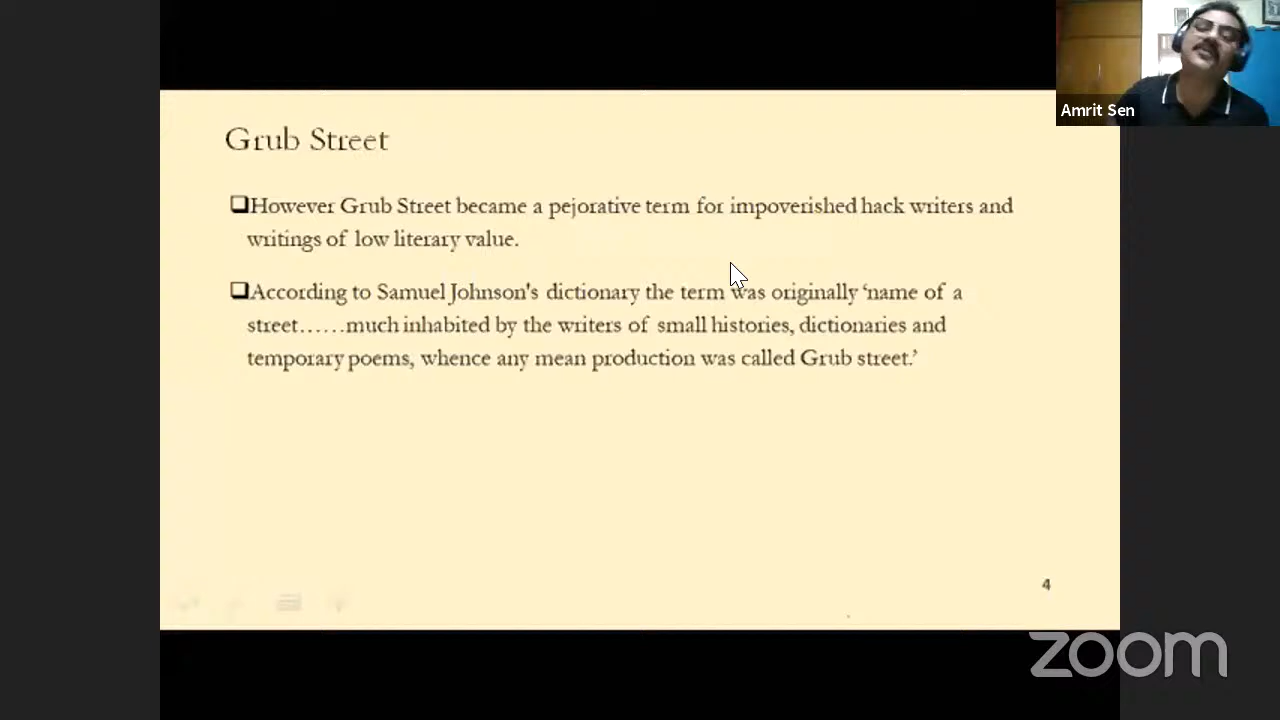 Amrit Sen
Grub Street
However Grub Street became a pejorative term for impoverished hack writers and
writings of low literary value.
According to Samuel Johnson's dictionary the term was originally ‘name of a
street……much inhabited by the writers of small histories, dictionaries and
temporary poems, whence any mean production was called Grub street.’
4
zoom